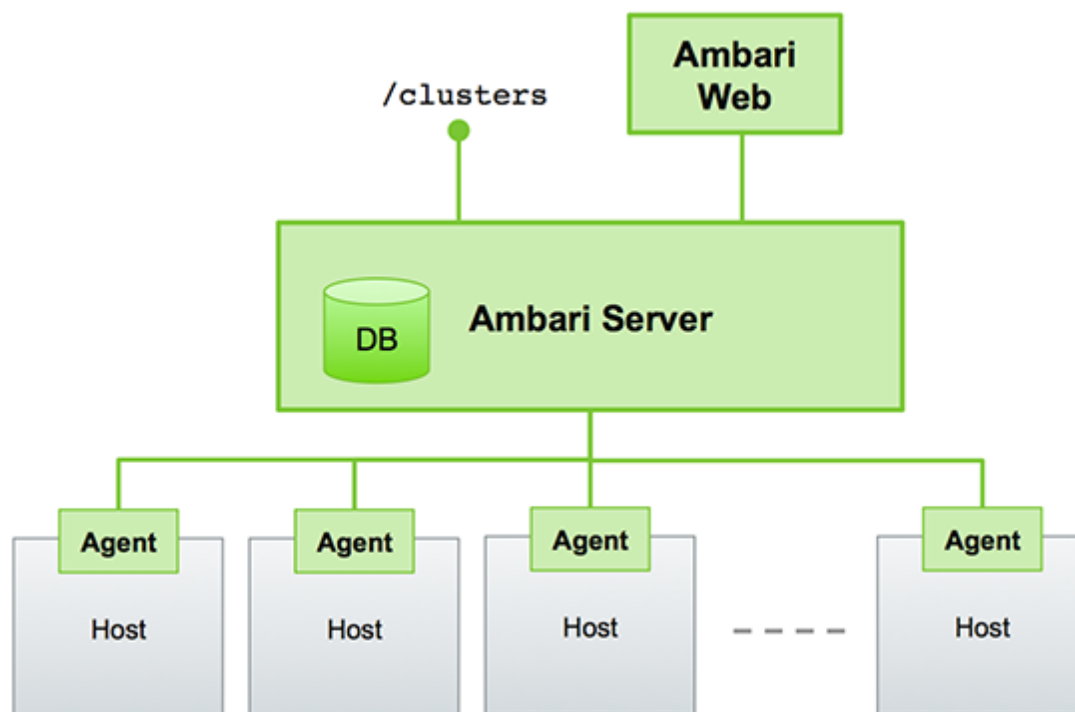 Ambari
Web
/clusters
DB
Ambari Server
Agent
Agent
Agent
Agent
Host
Host
Host
Host